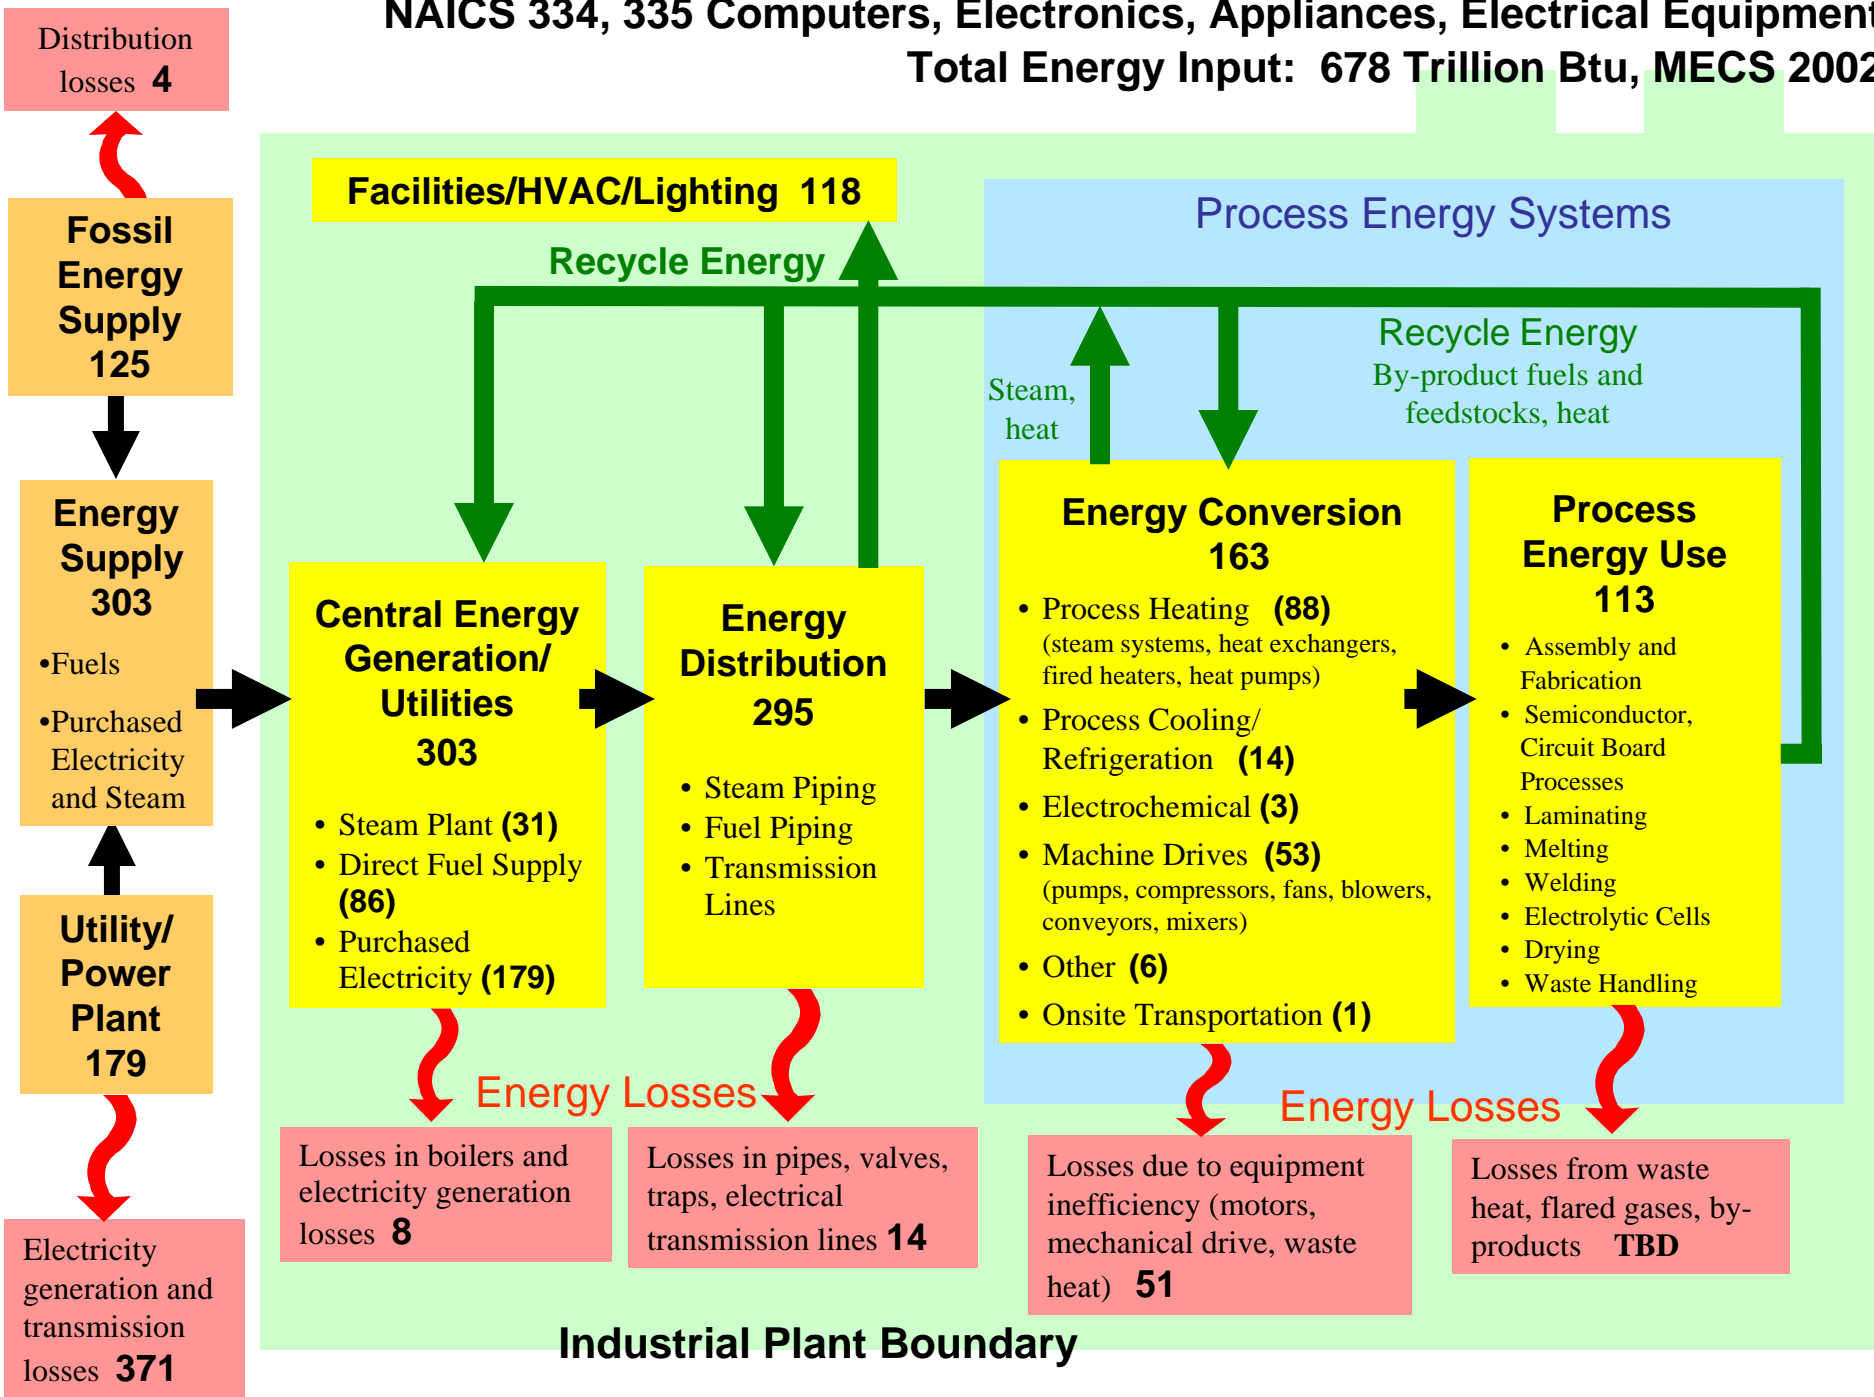 NAICS 334, 335 Computers, Electronics, Appliances, Electrical Equipment
Total Energy Input: 678 Trillion Btu, MECS 2002
Distribution
losses 4
Fossil
Energy
Supply
125
Energy
Supply
303
•Fuels
•Purchased
Electricity
and Steam
Utility/
Power
Plant
179
Electricity
generation and
transmission
losses 371
Facilities/HVAC/Lighting 118
Recycle Energy
Process Energy Systems
Recycle Energy
By-product fuels and
feedstocks, heat
Steam,
heat
Central Energy
Generation/
Utilities
303
• Steam Plant (31)
• Direct Fuel Supply
(86)
• Purchased
Electricity (179)
Energy
Distribution
295
• Steam Piping
• Fuel Piping
• Transmission
Lines
Energy Conversion
163
• Process Heating (88)
(steam systems, heat exchangers,
fired heaters, heat pumps)
• Process Cooling/
Refrigeration (14)
• Electrochemical (3)
• Machine Drives (53)
(pumps, compressors, fans, blowers,
conveyors, mixers)
• Other (6)
• Onsite Transportation (1)
Process
Energy Use
113
• Assembly and
Fabrication
• Semiconductor,
Circuit Board
Processes
• Laminating
• Melting
• Welding
• Electrolytic Cells
• Drying
• Waste Handling
Energy Losses
Energy Losses
Losses in boilers and
electricity generation
losses 8
Losses in pipes, valves,
traps, electrical
transmission lines 14
Losses due to equipment
inefficiency (motors,
mechanical drive, waste
heat) 51
Losses from waste
heat, flared gases, by-
products TBD
Industrial Plant Boundary